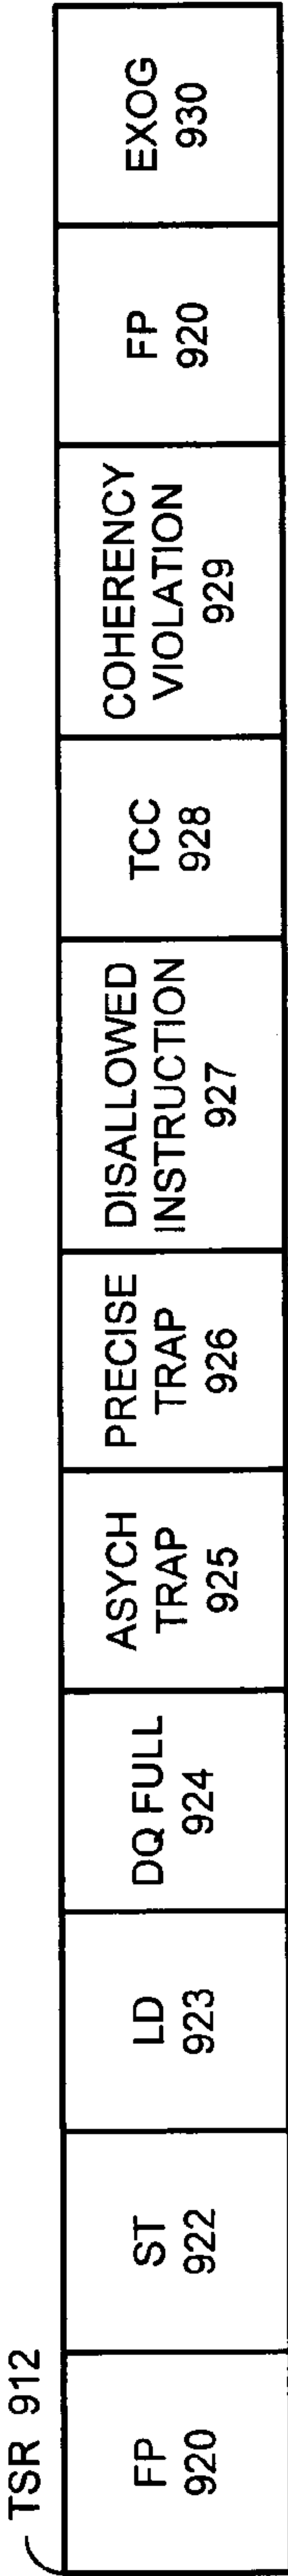 TSR 912
FP
920
ST
922
LD
923
DQ FULL
924
ASYCH
TRAP
925
PRECISE
TRAP
926
DISALLOWED
INSTRUCTION
927
TCC
928
COHERENCY
VIOLATION
929
FP
920
EXOG
930